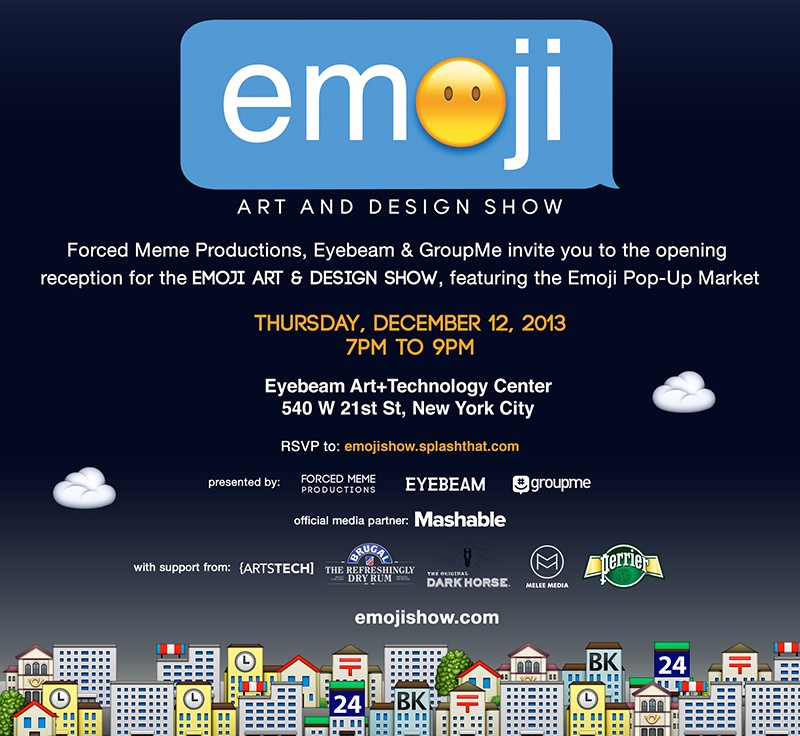 emoji
ART AND DESIGN SHOW
Forced Meme Productions, Eyebeam & GroupMe invite you to the opening
reception for the EMOJI ART & DESIGN SHOW, featuring the Emoji Pop-Up Market
THURSDAY, DECEMBER 12, 2013
7PM TO 9PM
Eyebeam Art+Technology Center
540 W 21st St, New York City
RSVP to: emojishow.splashthat.com
presented by: FORCED MEME PRODUCTIONS EYEBEAM groupme
official media partner: Mashable
with support from: {ARTSTECH} BRUGAL THE REFRESHINGLY DRY RUM THE ORIGINAL DARK HORSE MELEE MEDIA perrier
emojishow.com
BK 24
24 BK